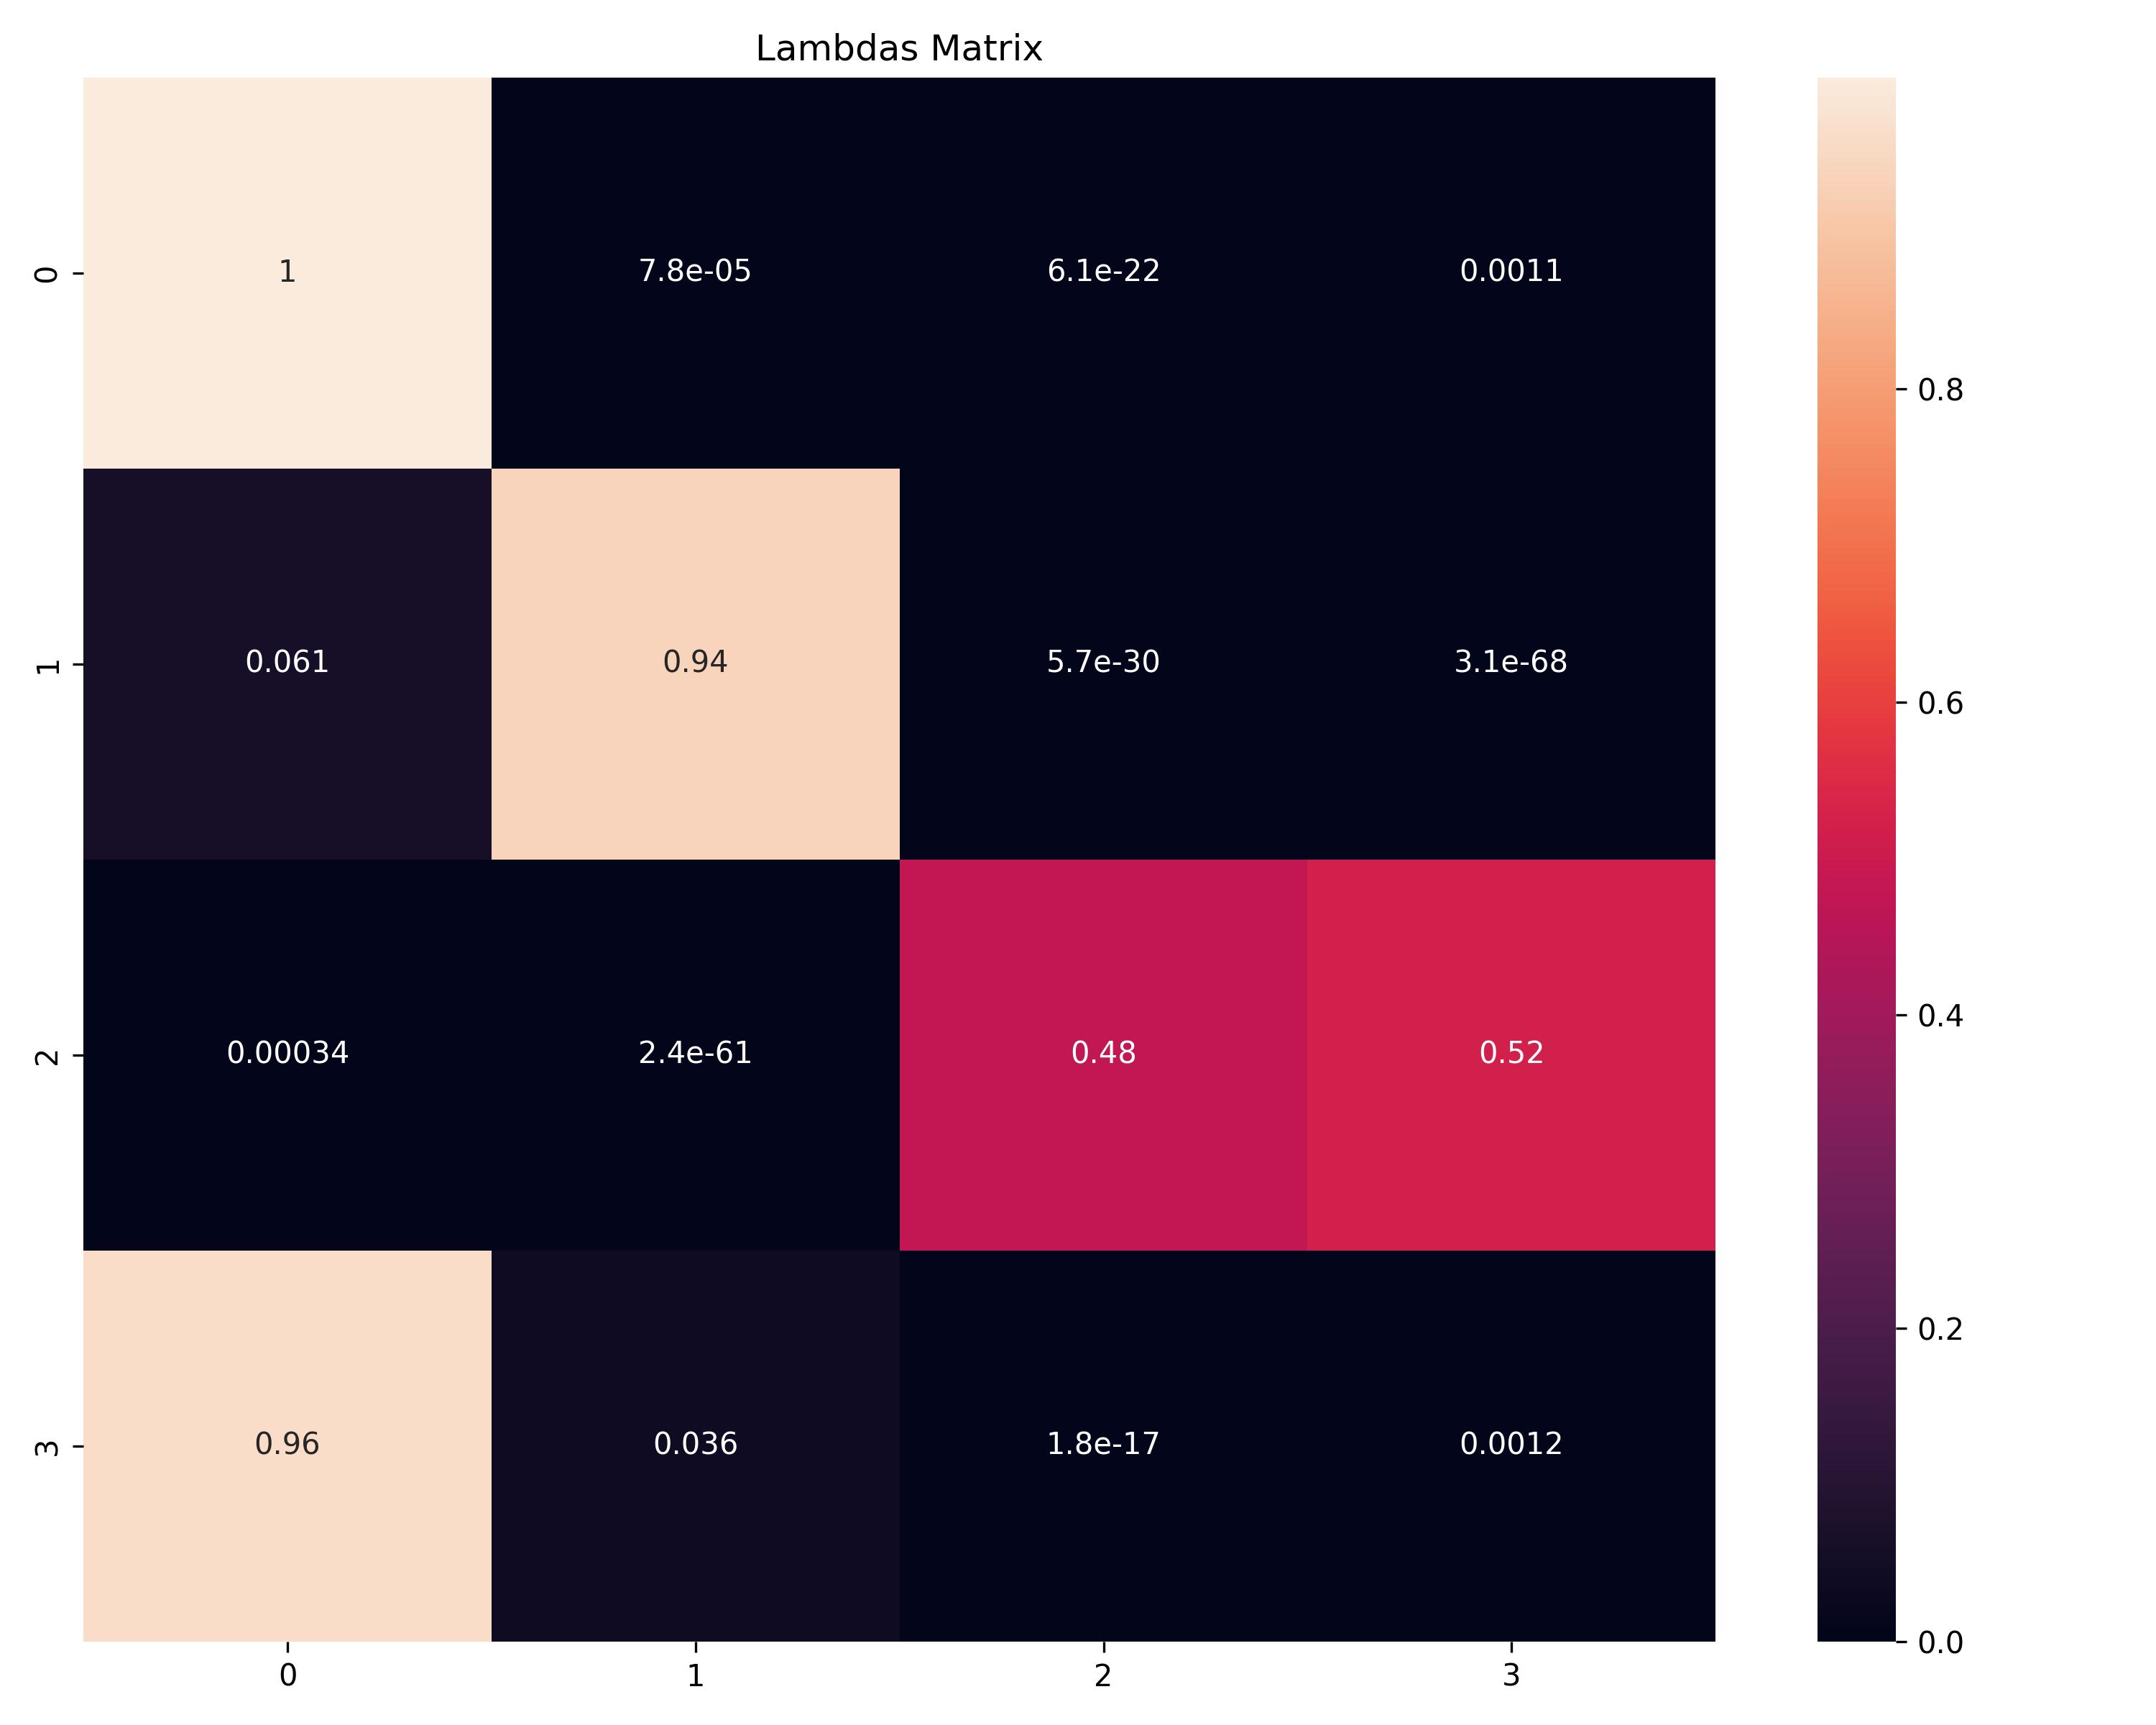 Lambdas Matrix
0 1 7.8e-05 6.1e-22 0.0011
0.8
1 0.061 0.94 5.7e-30 3.1e-68
0.6
2 0.00034 2.4e-61 0.48 0.52
0.4
0.2
3 0.96 0.036 1.8e-17 0.0012
0.0
0 1 2 3